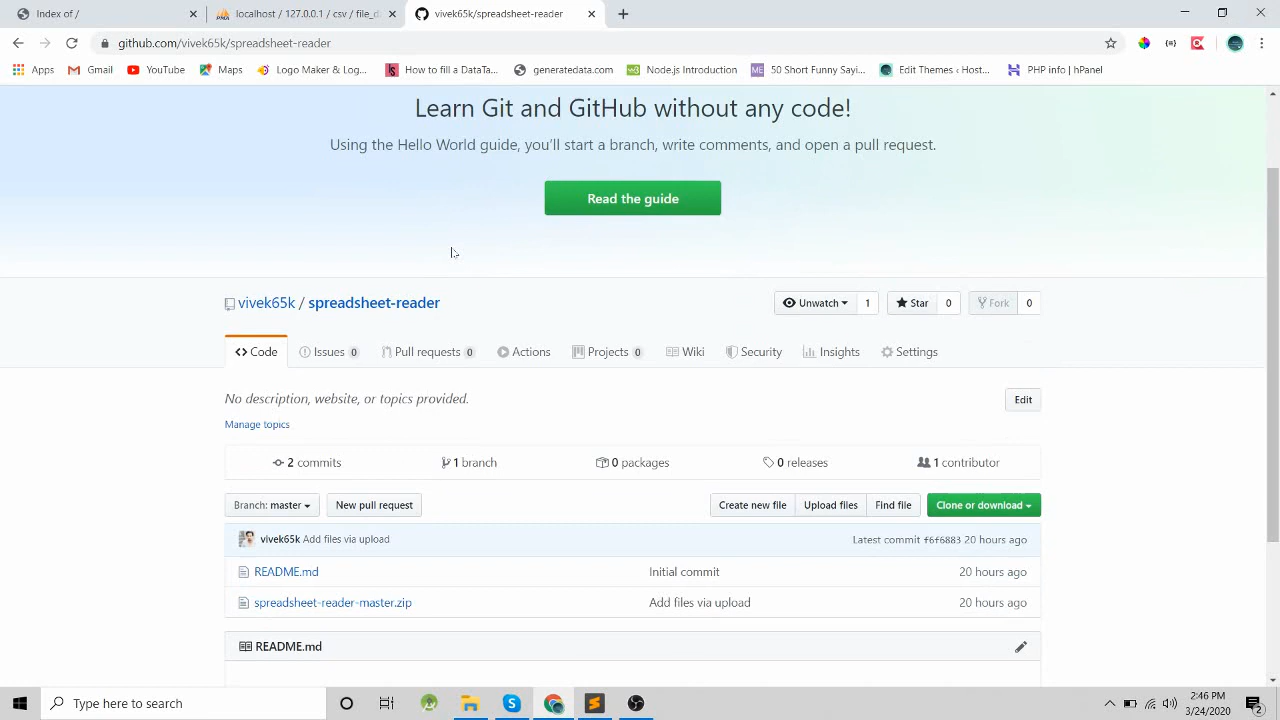 Index of /
localhost / 127.0.0.1 / csv / file_d
vivek65k/spreadsheet-reader
github.com/vivek65k/spreadsheet-reader
Apps Gmail YouTube Maps Logo Maker & Log... How to fill a DataTa... generatedata.com Node.js Introduction 50 Short Funny Sayi... Edit Themes ‹ Host... PHP info | hPanel
Learn Git and GitHub without any code!
Using the Hello World guide, you’ll start a branch, write comments, and open a pull request.
Read the guide
vivek65k / spreadsheet-reader
Unwatch 1 Star 0 Fork 0
Code Issues 0 Pull requests 0 Actions Projects 0 Wiki Security Insights Settings
No description, website, or topics provided.
Edit
Manage topics
2 commits 1 branch 0 packages 0 releases 1 contributor
Branch: master New pull request Create new file Upload files Find file Clone or download
vivek65k Add files via upload Latest commit f6f6883 20 hours ago
README.md Initial commit 20 hours ago
spreadsheet-reader-master.zip Add files via upload 20 hours ago
README.md
Type here to search
2:46 PM
3/24/2020
2